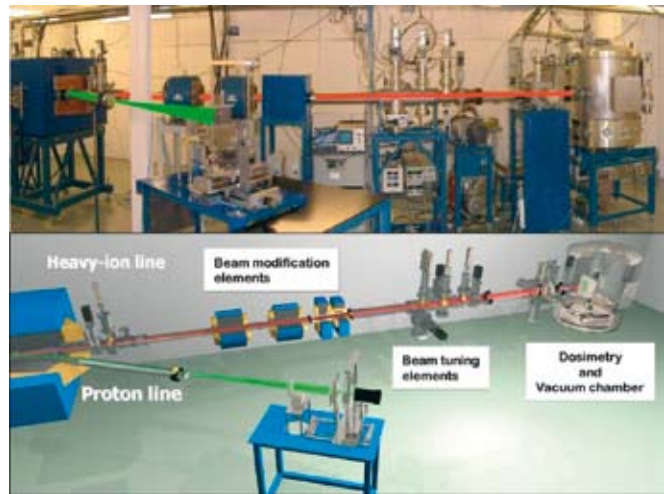 Heavy-ion line
Beam modification
elements
Beam tuning
elements
Dosimetry
and
Vacuum chamber
Proton line